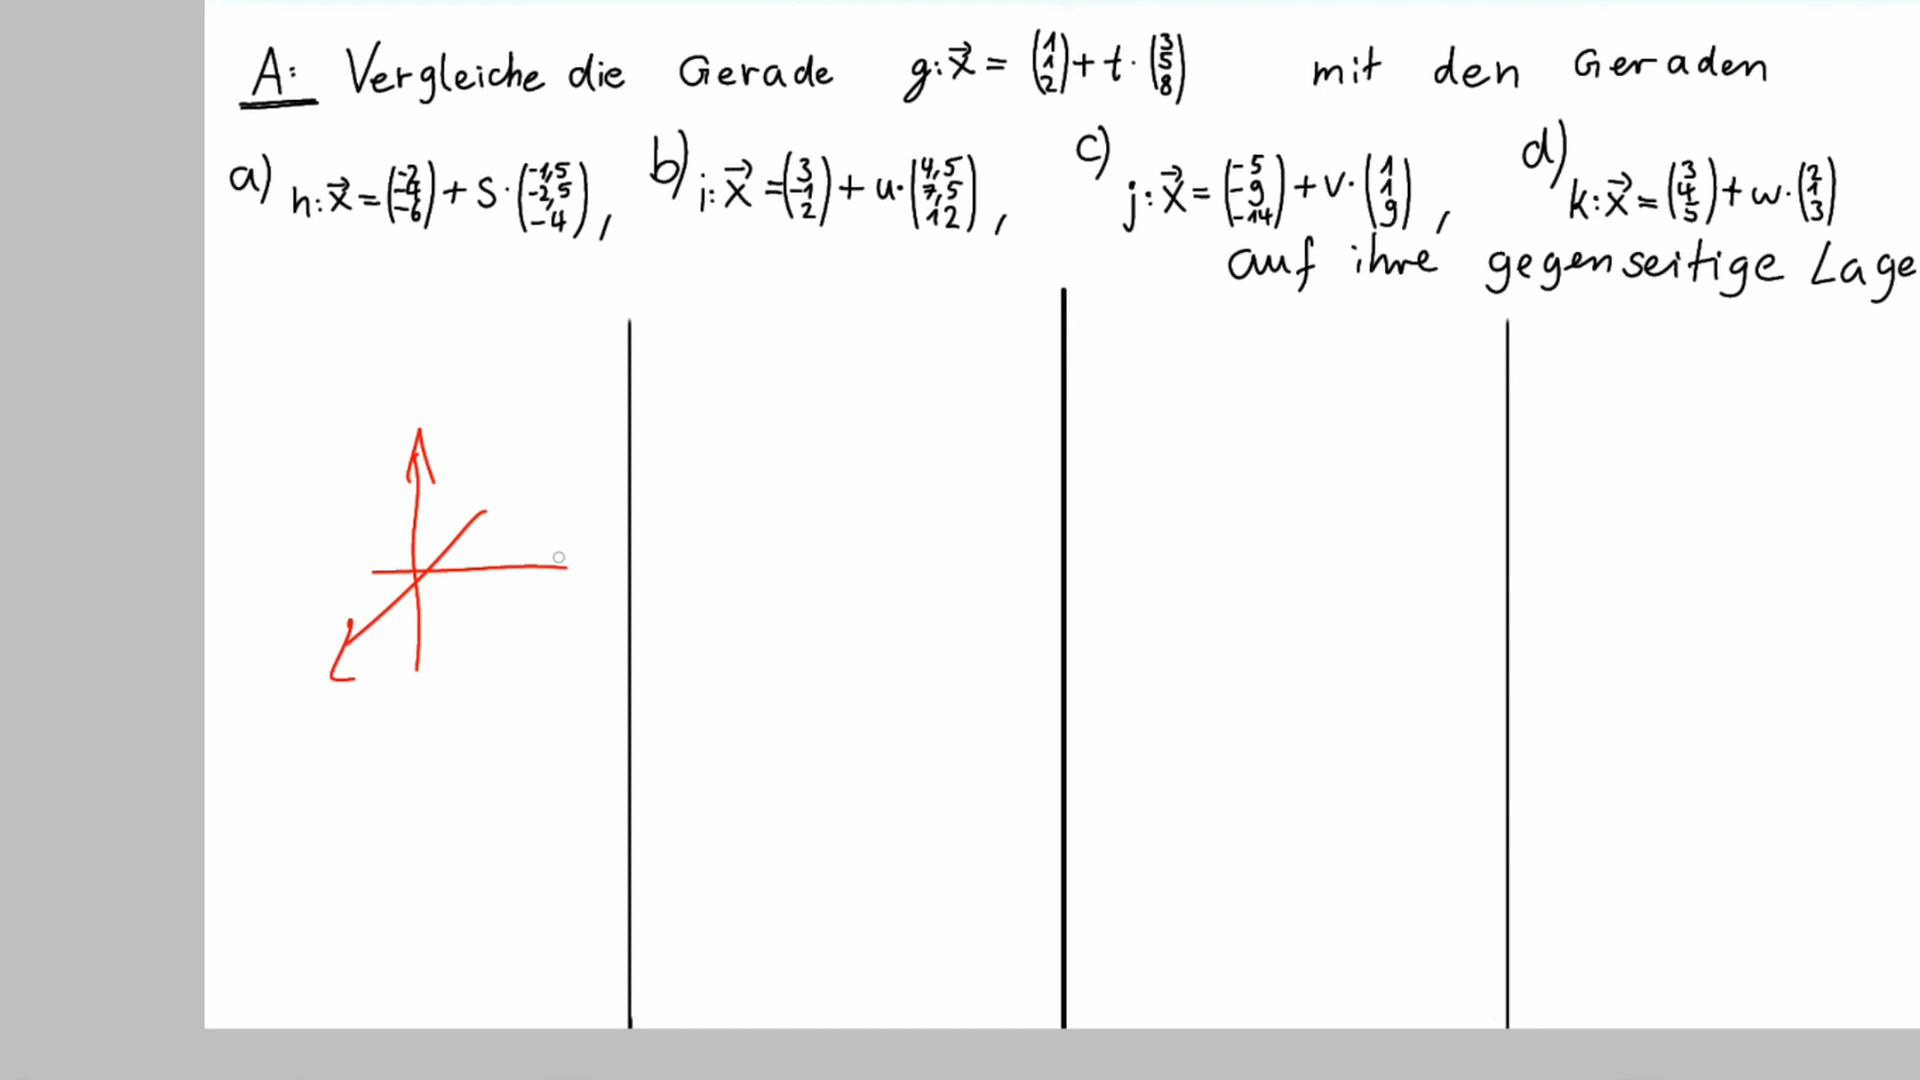 A: Vergleiche die Gerade g: x⃗ = (1 1 2) + t · (3 5 8) mit den Geraden
a) h: x⃗ = (-2 -4 -6) + s · (-1,5 -2,5 -4), b) i: x⃗ = (3 -1 2) + u · (4,5 7,5 12), c) j: x⃗ = (-5 -9 -14) + v · (1 1 9), d) k: x⃗ = (3 4 5) + w · (2 1 3)
auf ihre gegenseitige Lage